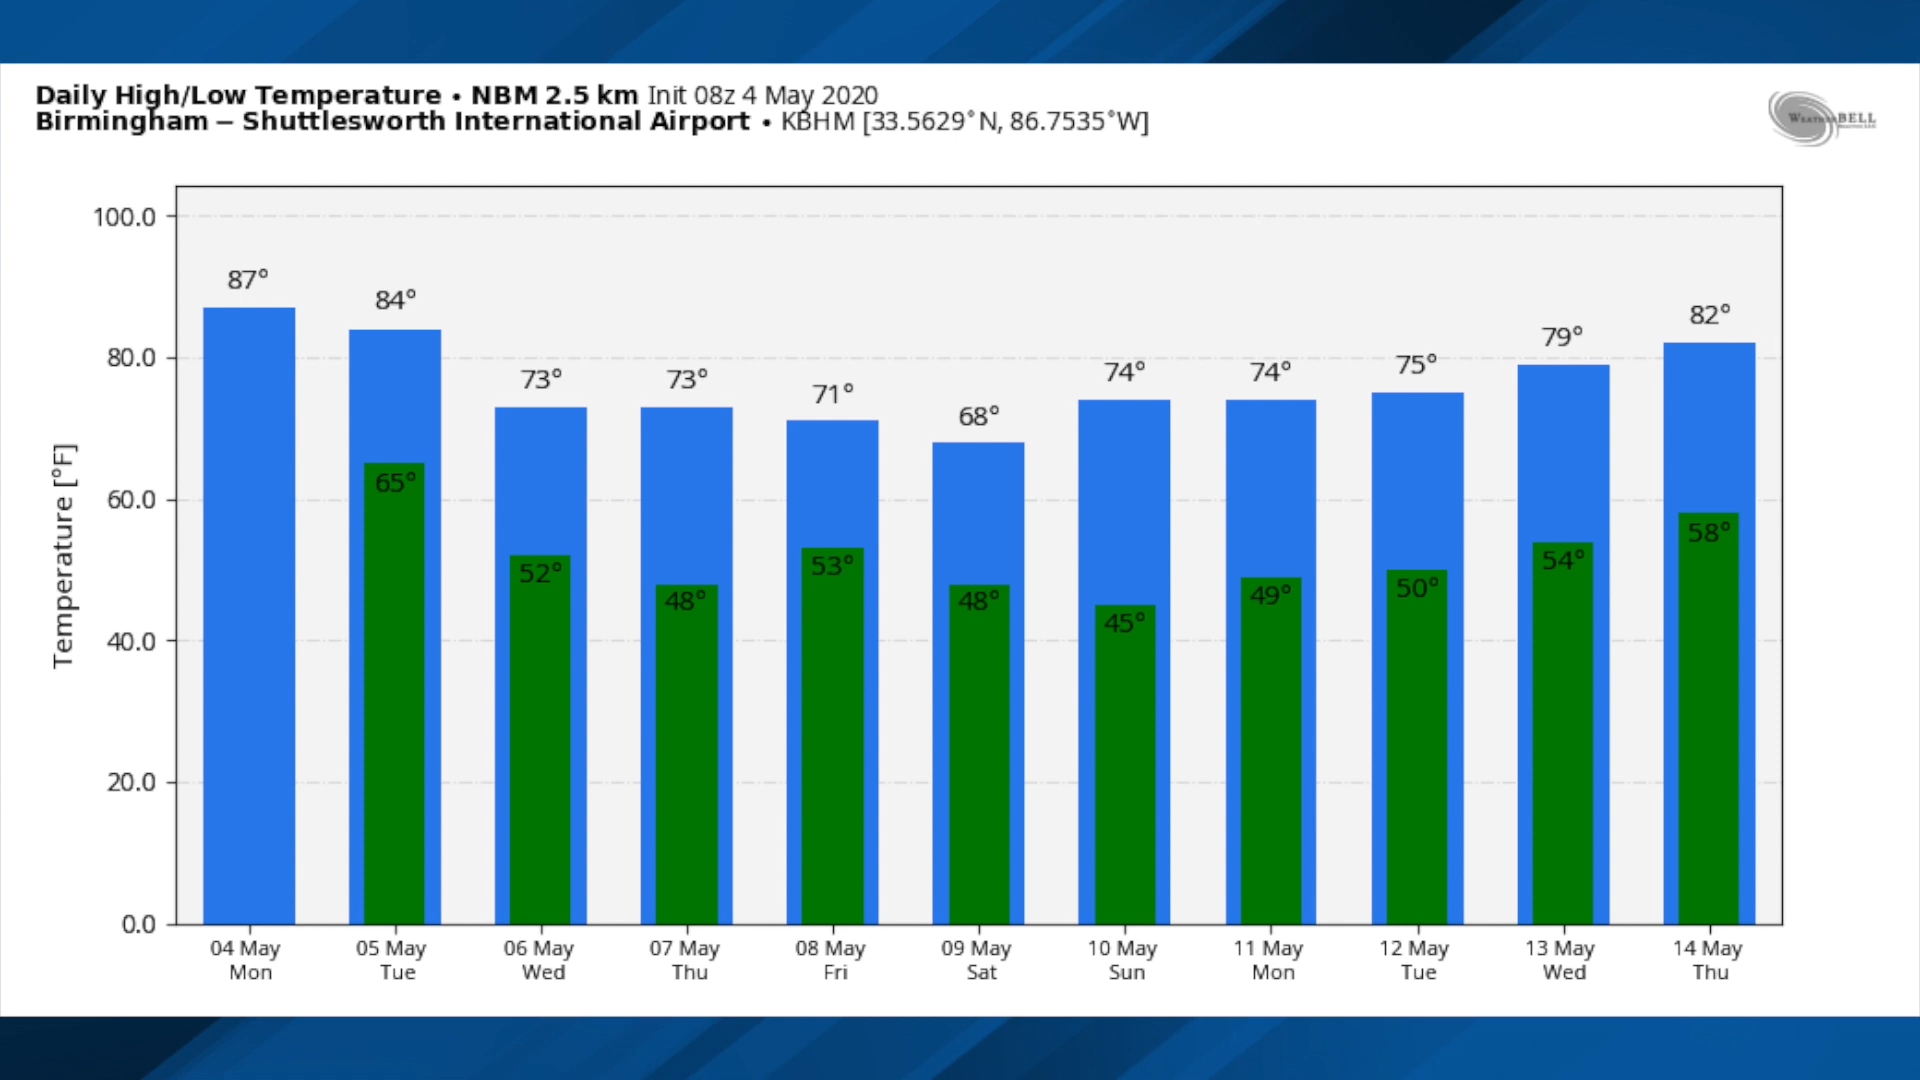 Daily High/Low Temperature • NBM 2.5 km Init 08z 4 May 2020
Birmingham – Shuttlesworth International Airport • KBHM [33.5629°N, 86.7535°W]
WEATHERBELL
Temperature [°F]
100.0
80.0
60.0
40.0
20.0
0.0
87° 84° 73° 73° 71° 68° 74° 74° 75° 79° 82°
65° 52° 48° 53° 48° 45° 49° 50° 54° 58°
04 May 05 May 06 May 07 May 08 May 09 May 10 May 11 May 12 May 13 May 14 May
Mon Tue Wed Thu Fri Sat Sun Mon Tue Wed Thu